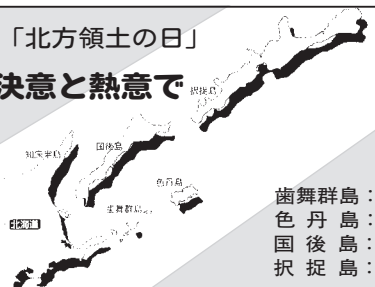 「北方領土の日」
決意と熱意で
択捉島
知床半島
国後島
色丹島
歯舞群島
北海道
歯舞群島：
色丹島：
国後島：
択捉島：